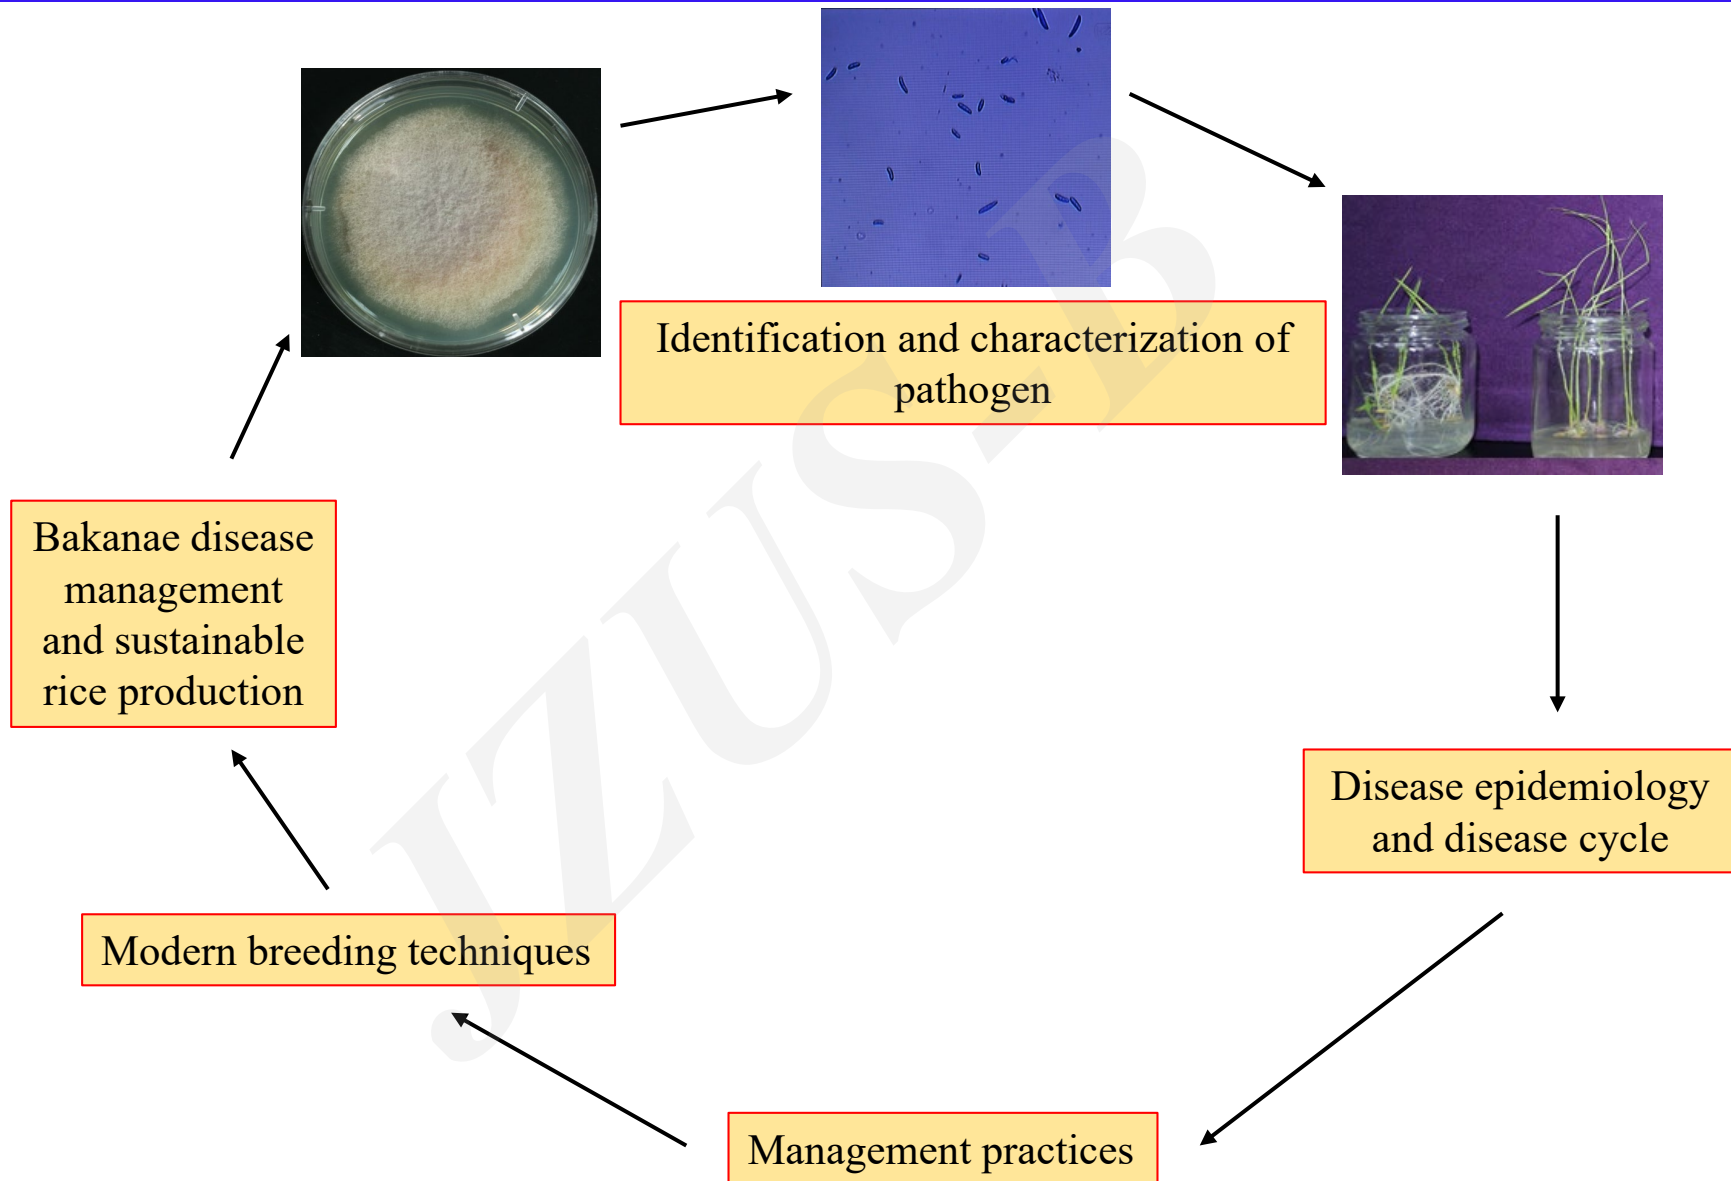 Identification and characterization of
pathogen
Bakanae disease
management
and sustainable
rice production
Disease epidemiology
and disease cycle
Modern breeding techniques
Management practices
JZUS-B